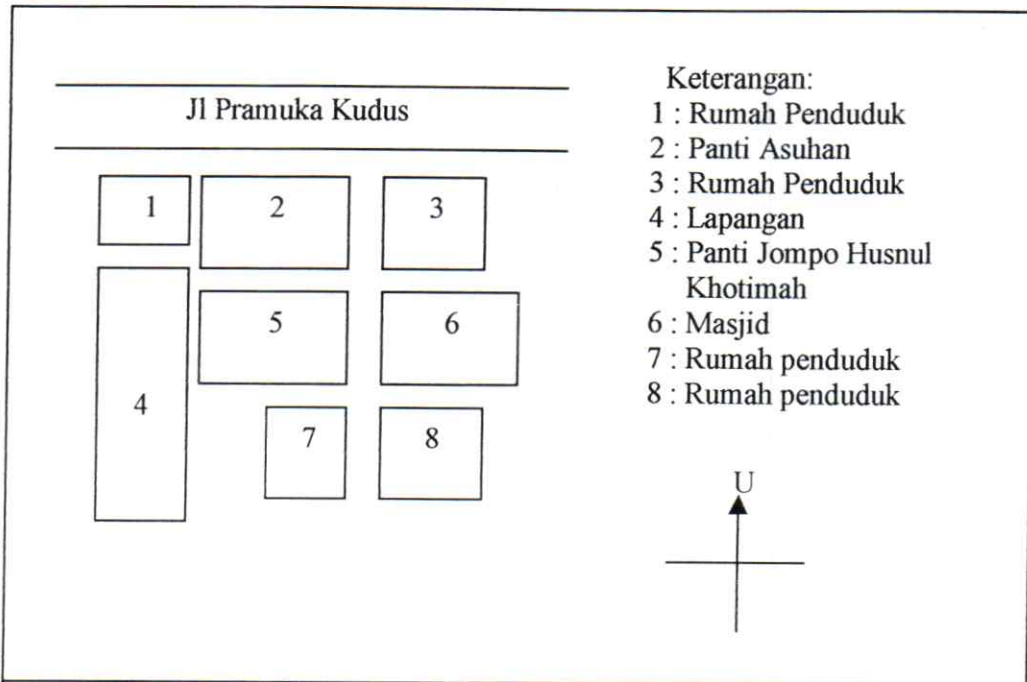 Jl Pramuka Kudus
1
2
3
4
5
6
7
8
Keterangan:
1 : Rumah Penduduk
2 : Panti Asuhan
3 : Rumah Penduduk
4 : Lapangan
5 : Panti Jompo Husnul
Khotimah
6 : Masjid
7 : Rumah penduduk
8 : Rumah penduduk
U